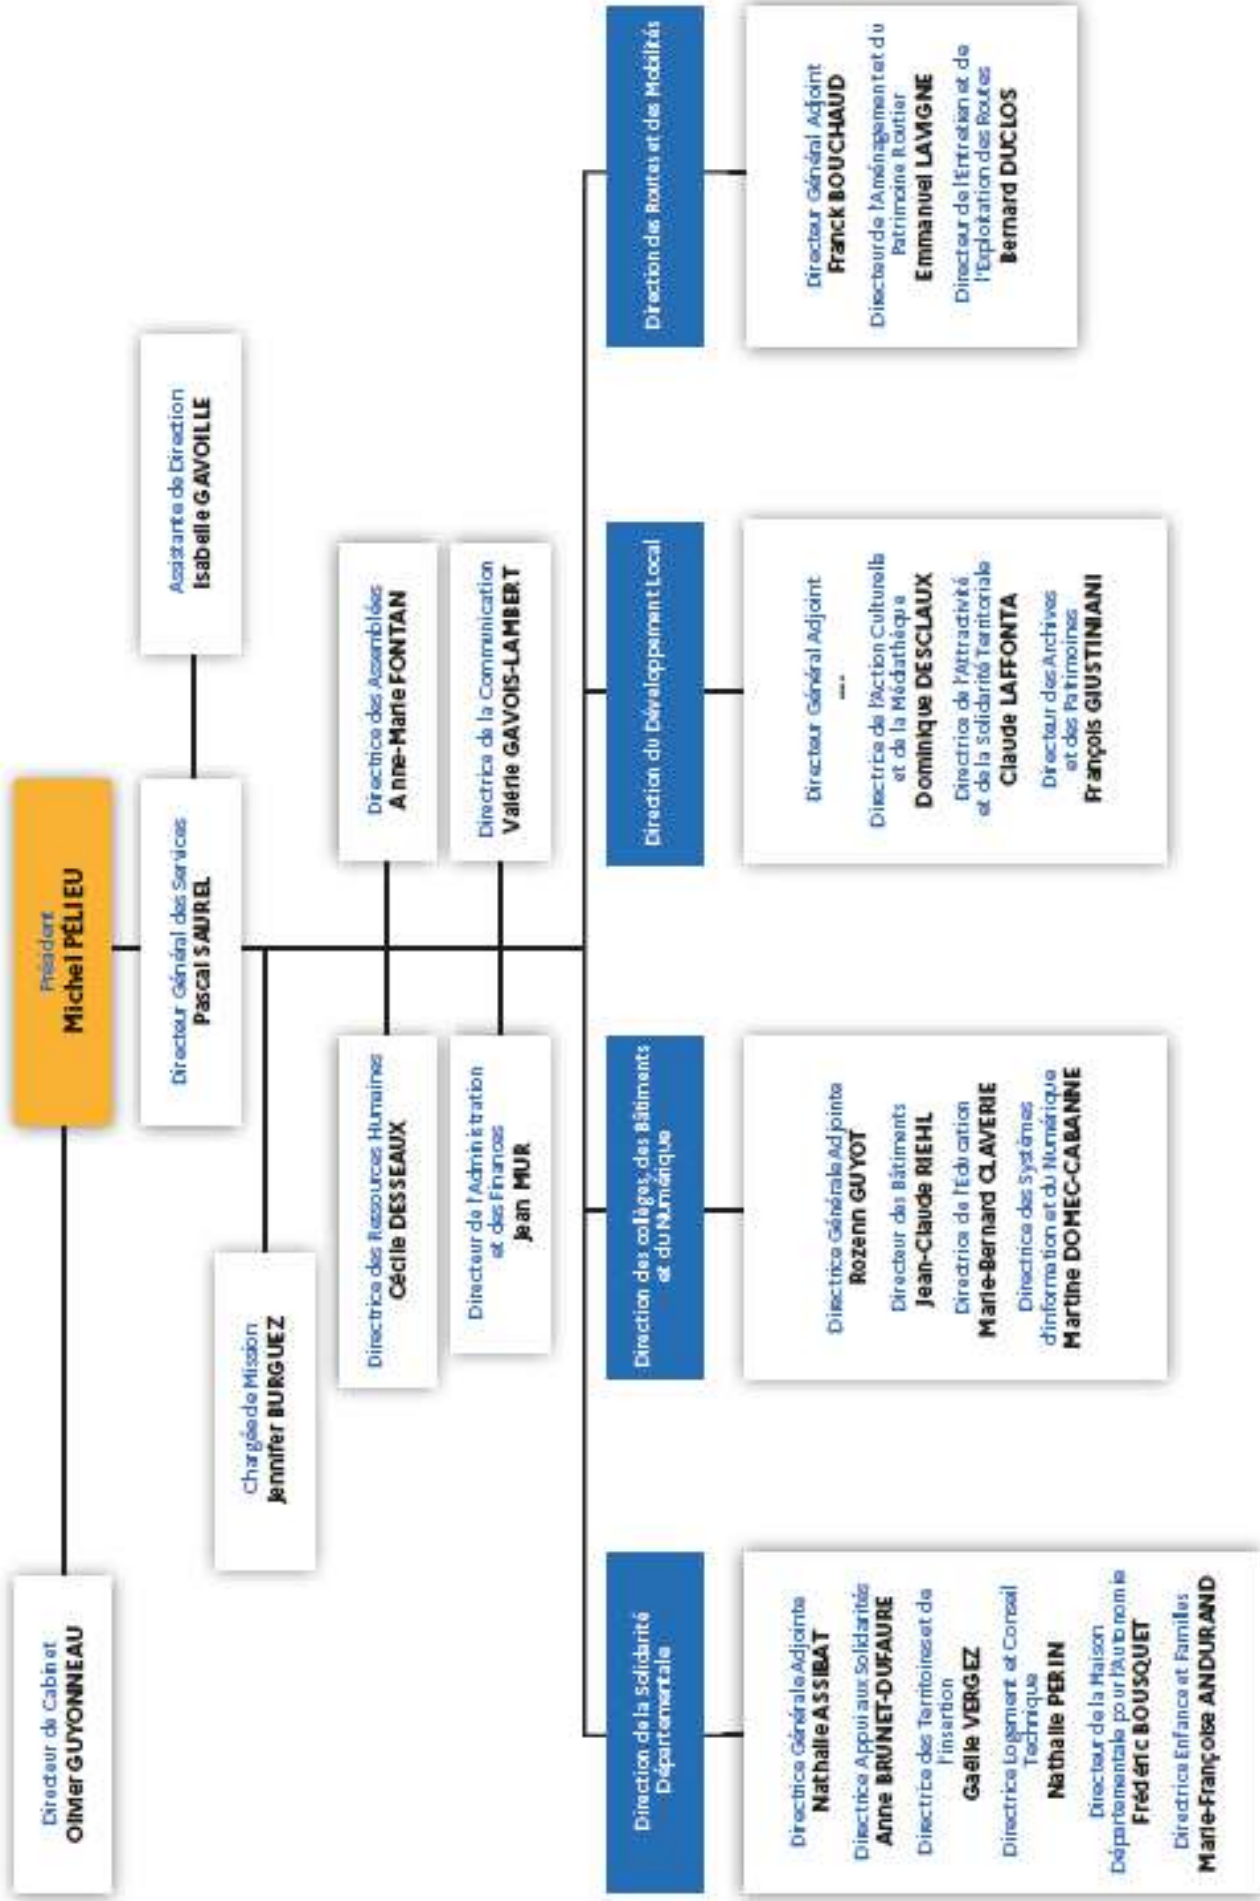 Président
Michel PÉLIEU
Directeur de Cabinet
Olivier GUYONNEAU
Directeur Général des Services
Pascal SAUREL
Assistante de Direction
Isabelle GAVOILLE
Chargée de Mission
Jennifer BURGUEZ
Directrice des Ressources Humaines
Cécile DESSEAUX
Directrice des Assemblées
Anne-Marie FONTAN
Directeur de l'Administration
et des Finances
Jean MUR
Directrice de la Communication
Valérie GAVOIS-LAMBERT
Direction de la Solidarité
Départementale
Directrice Générale Adjointe
Nathalie ASSIBAT
Directrice Appui aux Solidarités
Anne BRUNET-DUFAURE
Directrice des Territoires et de
l'insertion
Gaëlle VERGEZ
Directrice Logement et Conseil
Technique
Nathalie PERIN
Directeur de la Maison
Départementale pour l'Autonomie
Frédéric BOUSQUET
Directrice Enfance et Familles
Marie-Françoise ANDURAND
Direction des collèges, des Bâtiments
et du Numérique
Directrice Générale Adjointe
Rozenn GUYOT
Directeur des Bâtiments
Jean-Claude RIEHL
Directrice de l'Education
Marie-Bernard CLAVERIE
Directrice des Systèmes
d'information et du Numérique
Martine DOMEC-CABANNE
Direction du Développement Local
Directeur Général Adjoint
----
Directrice de l'Action Culturelle
et de la Médiathèque
Dominique DESCLAUX
Directrice de l'Attractivité
et de la Solidarité Territoriale
Claude LAFFONTA
Directeur des Archives
et des Patrimoines
François GIUSTINIANI
Direction des Routes et des Mobilités
Directeur Général Adjoint
Franck BOUCHAUD
Directeur de l'Aménagement et du
Patrimoine Routier
Emmanuel LAVIGNE
Directeur de l'Entretien et de
l'Exploitation des Routes
Bernard DUCLOS